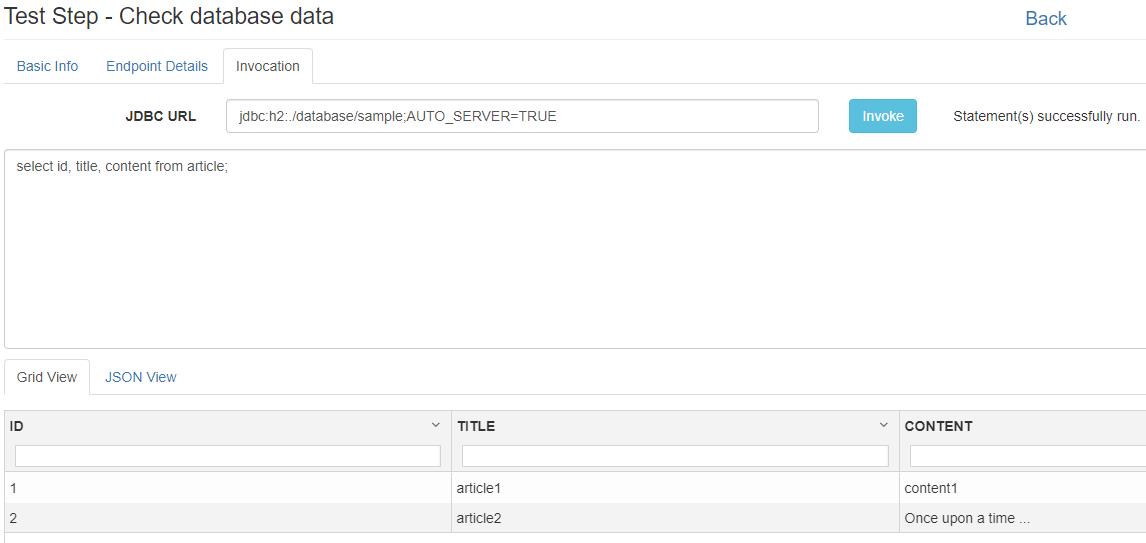 Test Step - Check database data Back
Basic Info Endpoint Details Invocation
JDBC URL jdbc:h2:./database/sample;AUTO_SERVER=TRUE Invoke Statement(s) successfully run.
select id, title, content from article;
Grid View JSON View
ID TITLE CONTENT
1 article1 content1
2 article2 Once upon a time ...